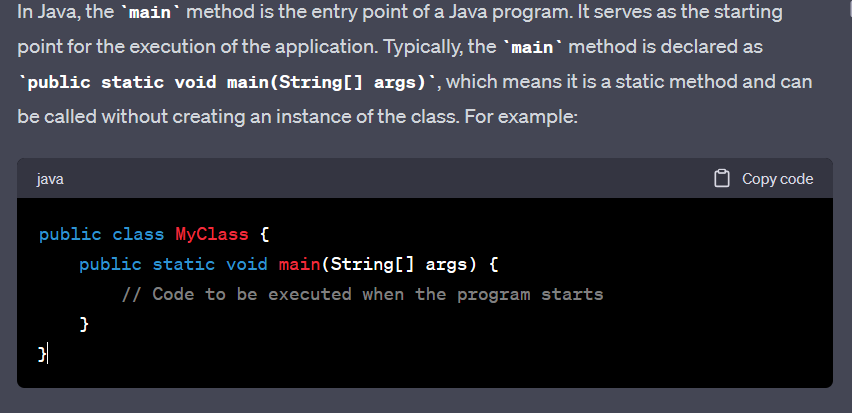 In Java, the `main` method is the entry point of a Java program. It serves as the starting
point for the execution of the application. Typically, the `main` method is declared as
`public static void main(String[] args)`, which means it is a static method and can
be called without creating an instance of the class. For example:
java Copy code
public class MyClass {
    public static void main(String[] args) {
        // Code to be executed when the program starts
    }
}